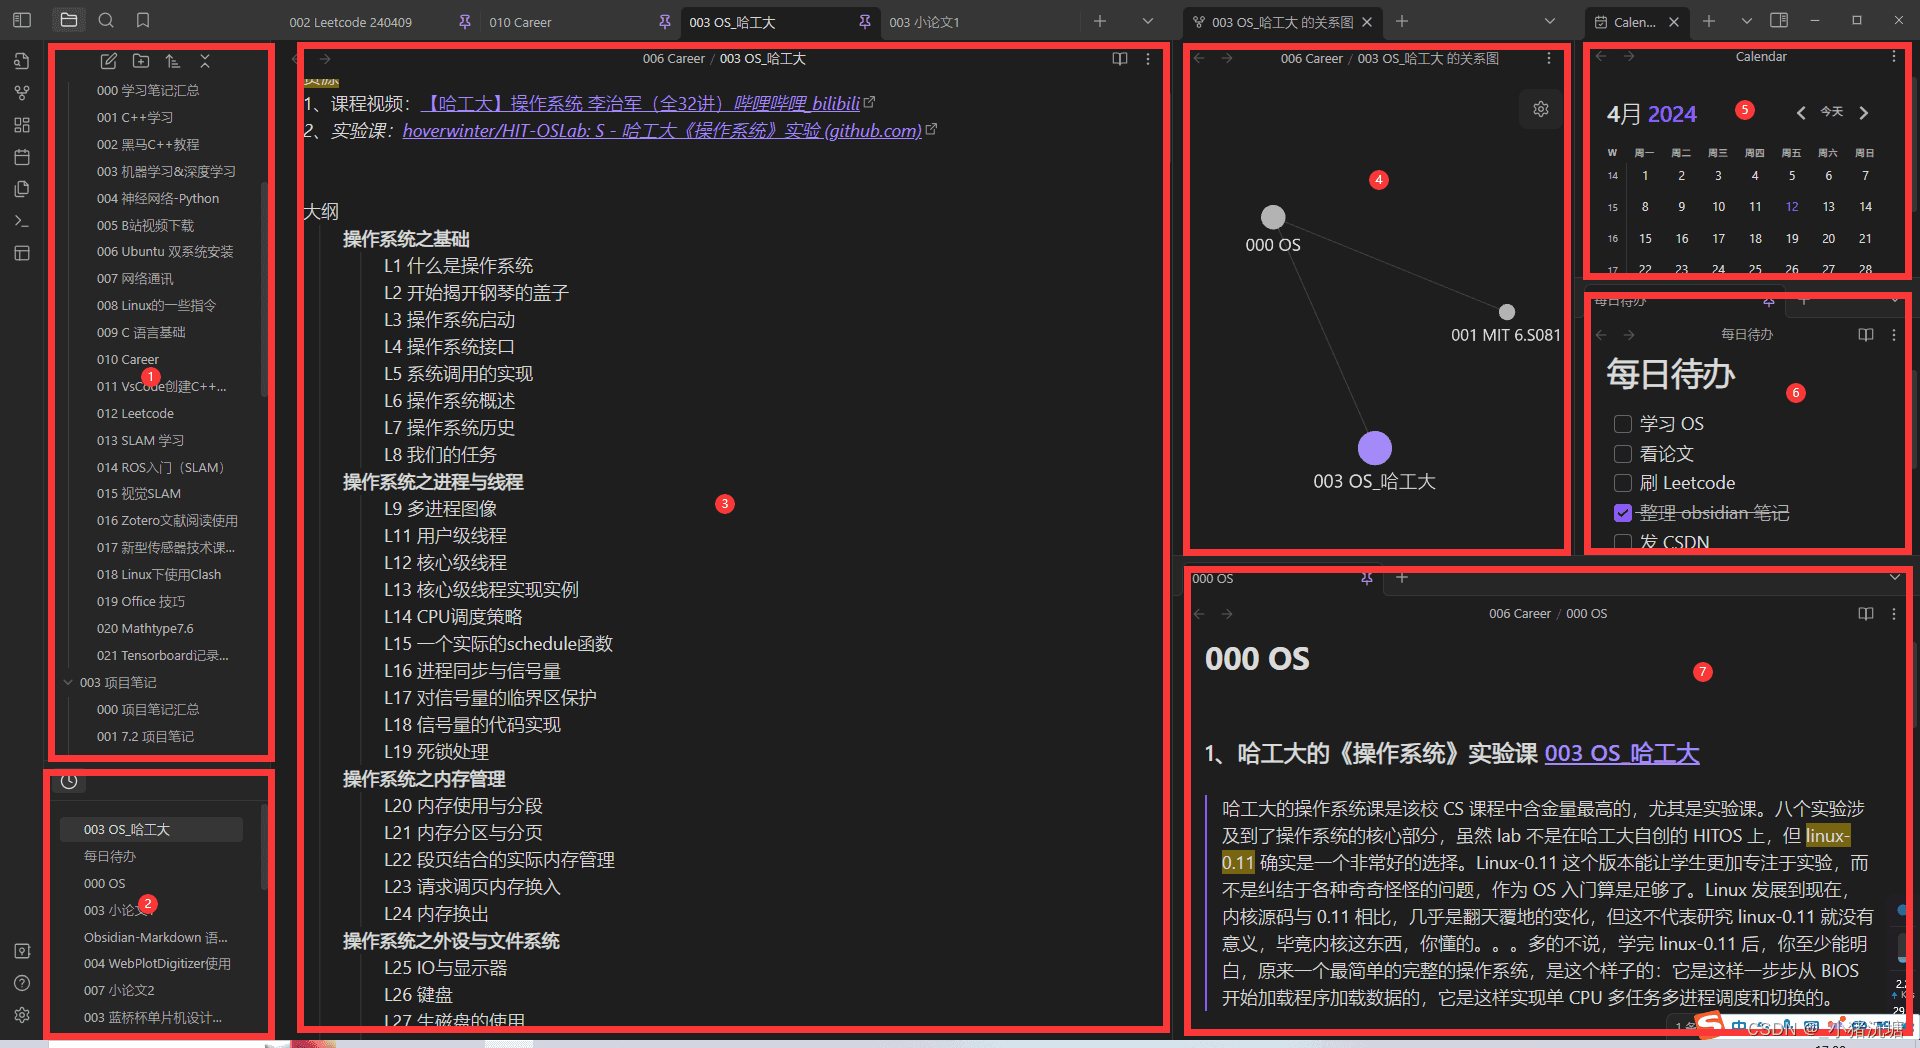 002 Leetcode 240409
010 Career
003 OS_哈工大
003 小论文1
003 OS_哈工大 的关系图
Calen...
000 学习笔记汇总
001 C++学习
002 黑马C++教程
003 机器学习&深度学习
004 神经网络-Python
005 B站视频下载
006 Ubuntu 双系统安装
007 网络通讯
008 Linux的一些指令
009 C 语言基础
010 Career
1
011 VsCode创建C++...
012 Leetcode
013 SLAM 学习
014 ROS入门（SLAM）
015 视觉SLAM
016 Zotero文献阅读使用
017 新型传感器技术课...
018 Linux下使用Clash
019 Office 技巧
020 Mathtype7.6
021 Tensorboard记录...
003 项目笔记
000 项目笔记汇总
001 7.2 项目笔记
003 OS_哈工大
每日待办
000 OS
2
003 小论文1
Obsidian-Markdown 语...
004 WebPlotDigitizer使用
007 小论文2
003 蓝桥杯单片机设计...
006 Career / 003 OS_哈工大
资源
1、课程视频：【哈工大】操作系统 李治军（全32讲）哔哩哔哩_bilibili
2、实验课：hoverwinter/HIT-OSLab: S - 哈工大《操作系统》实验 (github.com)
大纲
操作系统之基础
L1 什么是操作系统
L2 开始揭开钢琴的盖子
L3 操作系统启动
L4 操作系统接口
L5 系统调用的实现
L6 操作系统概述
L7 操作系统历史
L8 我们的任务
操作系统之进程与线程
L9 多进程图像
3
L11 用户级线程
L12 核心级线程
L13 核心级线程实现实例
L14 CPU调度策略
L15 一个实际的schedule函数
L16 进程同步与信号量
L17 对信号量的临界区保护
L18 信号量的代码实现
L19 死锁处理
操作系统之内存管理
L20 内存使用与分段
L21 内存分区与分页
L22 段页结合的实际内存管理
L23 请求调页内存换入
L24 内存换出
操作系统之外设与文件系统
L25 IO与显示器
L26 键盘
L27 生磁盘的使用
006 Career / 003 OS_哈工大 的关系图
4
000 OS
001 MIT 6.S081
003 OS_哈工大
Calendar
4月 2024
5
今天
W 周一 周二 周三 周四 周五 周六 周日
14 1 2 3 4 5 6 7
15 8 9 10 11 12 13 14
16 15 16 17 18 19 20 21
17 22 23 24 25 26 27 28
每日待办
每日待办
每日待办
6
学习 OS
看论文
刷 Leetcode
整理 obsidian 笔记
发 CSDN
000 OS
006 Career / 000 OS
000 OS
7
1、哈工大的《操作系统》实验课 003 OS_哈工大
哈工大的操作系统课是该校 CS 课程中含金量最高的，尤其是实验课。八个实验涉
及到了操作系统的核心部分，虽然 lab 不是在哈工大自创的 HITOS 上，但 linux-
0.11 确实是一个非常好的选择。Linux-0.11 这个版本能让学生更加专注于实验，而
不是纠结于各种奇奇怪怪的问题，作为 OS 入门算是足够了。Linux 发展到现在，
内核源码与 0.11 相比，几乎是翻天覆地的变化，但这不代表研究 linux-0.11 就没有
意义，毕竟内核这东西，你懂的。。。多的不说，学完 linux-0.11 后，你至少能明
白，原来一个最简单的完整的操作系统，是这个样子的：它是这样一步步从 BIOS
开始加载程序加载数据的，它是这样实现单 CPU 多任务多进程调度和切换的。
CSDN @